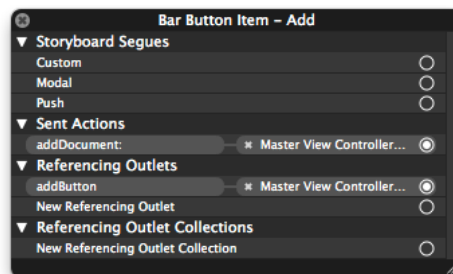 Bar Button Item – Add
Storyboard Segues
Custom
Modal
Push
Sent Actions
addDocument: Master View Controller...
Referencing Outlets
addButton Master View Controller...
New Referencing Outlet
Referencing Outlet Collections
New Referencing Outlet Collection